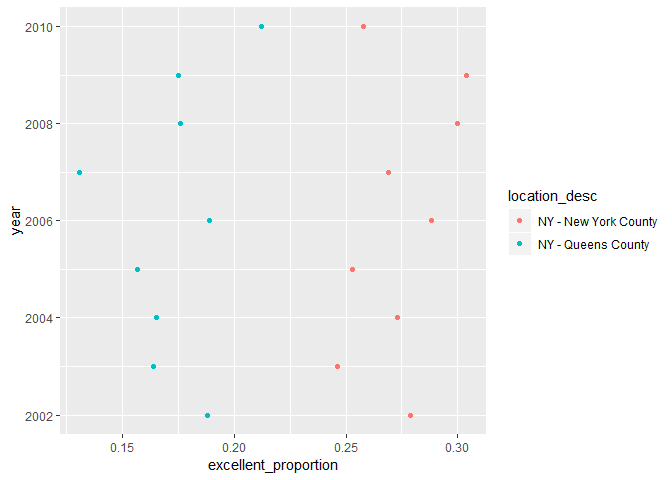 2010
2008
2006
2004
2002
year
0.15 0.20 0.25 0.30
excellent_proportion
location_desc
NY - New York County
NY - Queens County